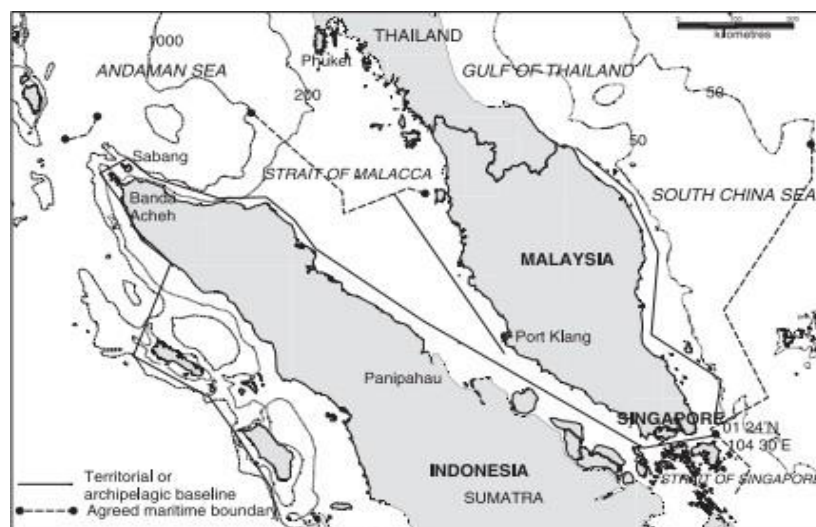 THAILAND
1000
kilometres
Phuket
ANDAMAN SEA
GULF OF THAILAND
200
50
50
Sabang
STRAIT OF MALACCA
SOUTH CHINA SEA
Banda
Acheh
MALAYSIA
Port Klang
Panipahau
SINGAPORE
01 24 N
104 30 E
INDONESIA
STRAIT OF SINGAPORE
SUMATRA
Territorial or
archipelagic baseline
Agreed maritime boundary